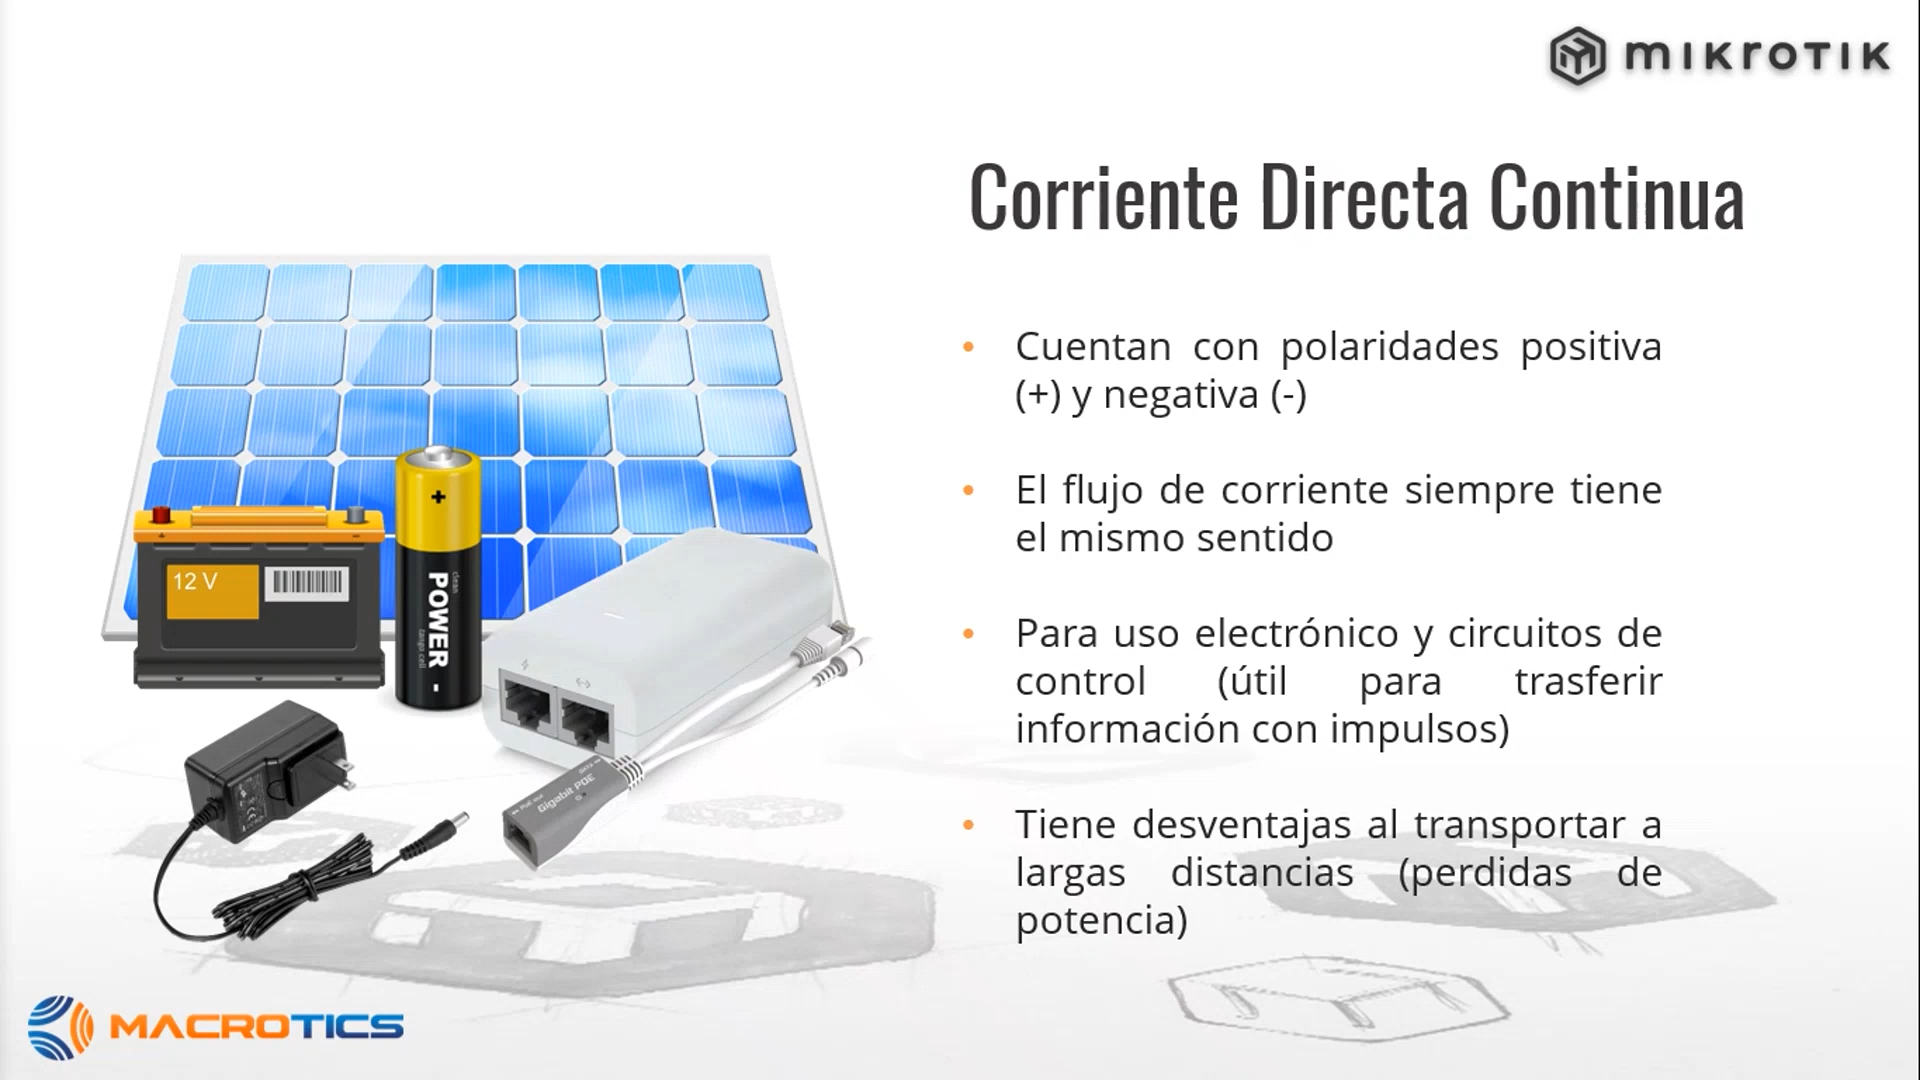 mikrotik
Corriente Directa Continua
• Cuentan con polaridades positiva
(+) y negativa (-)
• El flujo de corriente siempre tiene
el mismo sentido
• Para uso electrónico y circuitos de
control (útil para trasferir
información con impulsos)
• Tiene desventajas al transportar a
largas distancias (perdidas de
potencia)
+
-
12 V
+
clean
POWER
-
Gigabit POE
MACROTICS